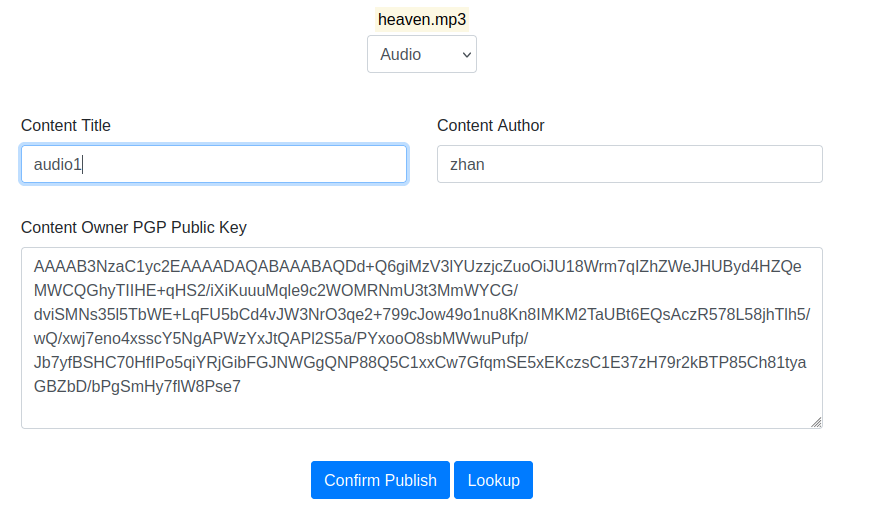 heaven.mp3
Audio
Content Title
Content Author
audio1
zhan
Content Owner PGP Public Key
AAAAB3NzaC1yc2EAAAADAQABAAABAQDd+Q6giMzV3lYUzzjcZuoOiJU18Wrm7qIZhZWeJHUByd4HZQe
MWCQGhyTIIHE+qHS2/iXiKuuuMqle9c2WOMRNmU3t3MmWYCG/
dviSMNs35l5TbWE+LqFU5bCd4vJW3NrO3qe2+799cJow49o1nu8Kn8IMKM2TaUBt6EQsAczR578L58jhTlh5/
wQ/xwj7eno4xsscY5NgAPWzYxJtQAPl2S5a/PYxooO8sbMWwuPufp/
Jb7yfBSHC70HfIPo5qiYRjGibFGJNWGgQNP88Q5C1xxCw7GfqmSE5xEKczsC1E37zH79r2kBTP85Ch81tya
GBZbD/bPgSmHy7flW8Pse7
Confirm Publish
Lookup